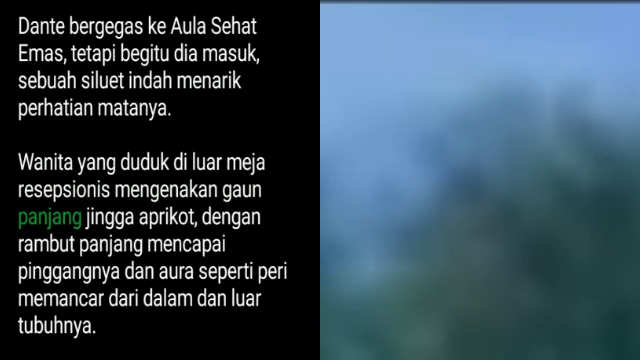 Dante bergegas ke Aula Sehat
Emas, tetapi begitu dia masuk,
sebuah siluet indah menarik
perhatian matanya.
Wanita yang duduk di luar meja
resepsionis mengenakan gaun
panjang jingga aprikot, dengan
rambut panjang mencapai
pinggangnya dan aura seperti peri
memancar dari dalam dan luar
tubuhnya.